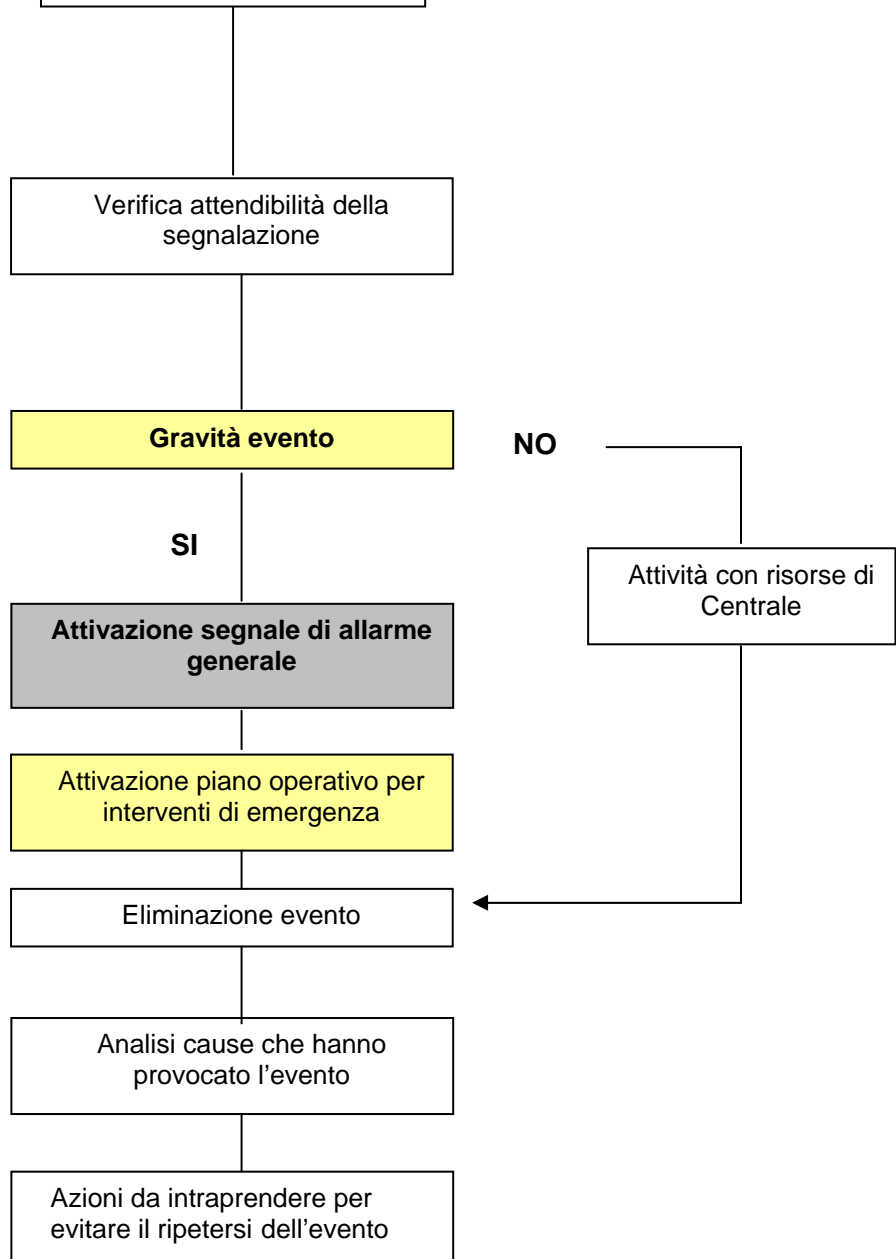 Verifica attendibilità della
segnalazione
Gravità evento
NO
SI
Attività con risorse di
Centrale
Attivazione segnale di allarme
generale
Attivazione piano operativo per
interventi di emergenza
Eliminazione evento
Analisi cause che hanno
provocato l’evento
Azioni da intraprendere per
evitare il ripetersi dell’evento